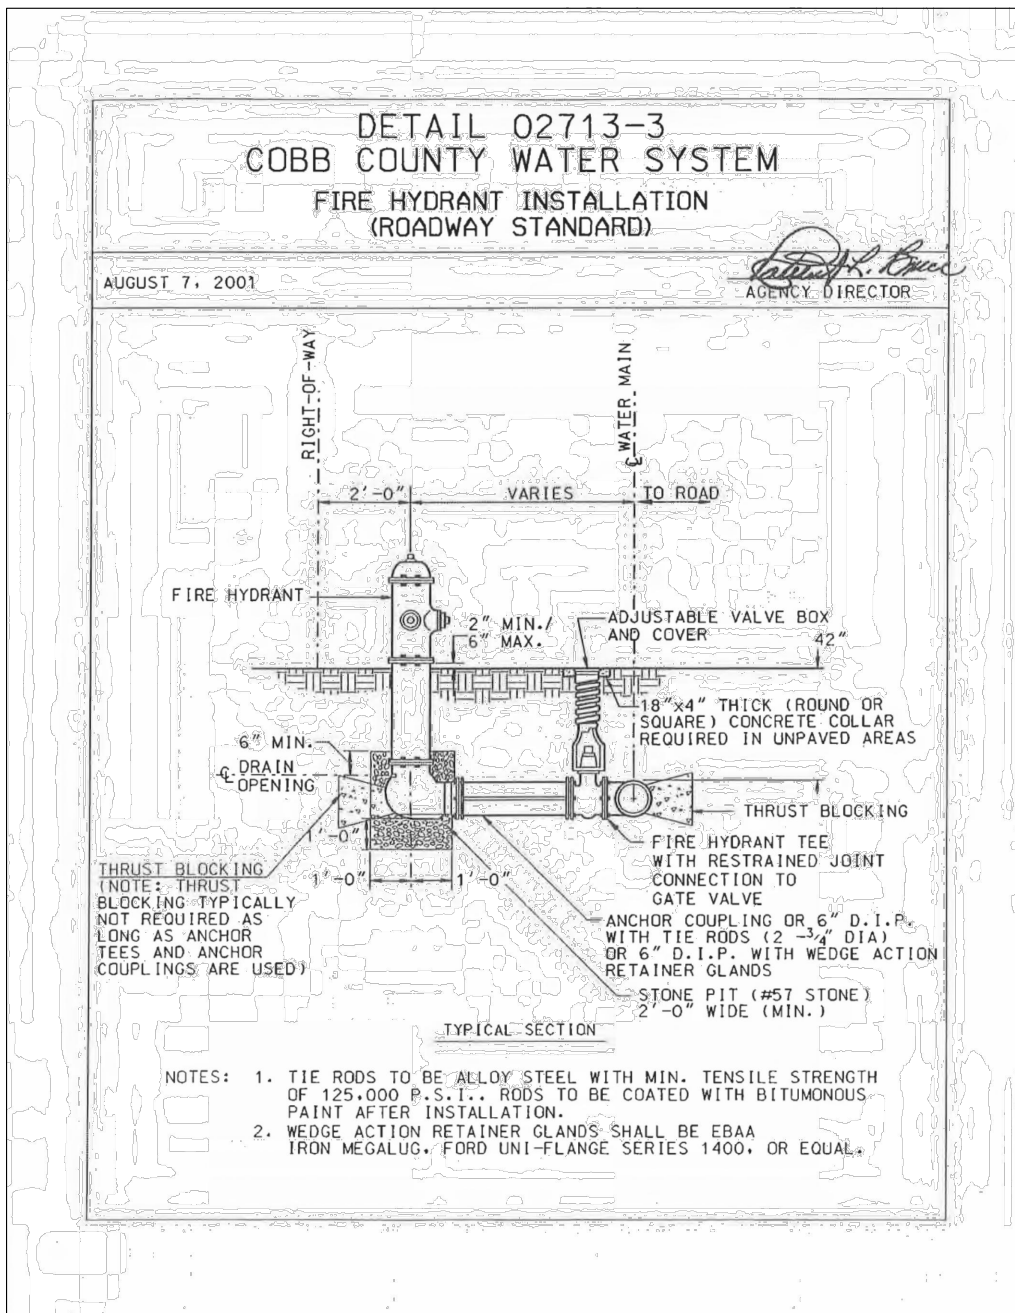 DETAIL 02713-3
COBB COUNTY WATER SYSTEM
FIRE HYDRANT INSTALLATION
(ROADWAY STANDARD)
AUGUST 7, 2001
AGENCY DIRECTOR
RIGHT-OF-WAY
WATER MAIN
℄
2'-0"
VARIES
TO ROAD
FIRE HYDRANT
2" MIN./
6" MAX.
ADJUSTABLE VALVE BOX
AND COVER
42"
18"x4" THICK (ROUND OR
SQUARE) CONCRETE COLLAR
REQUIRED IN UNPAVED AREAS
6" MIN.
℄ DRAIN
OPENING
THRUST BLOCKING
1'-0"
FIRE HYDRANT TEE
WITH RESTRAINED JOINT
CONNECTION TO
GATE VALVE
THRUST BLOCKING
(NOTE: THRUST
BLOCKING TYPICALLY
NOT REQUIRED AS
LONG AS ANCHOR
TEES AND ANCHOR
COUPLINGS ARE USED)
1'-0"
1'-0"
ANCHOR COUPLING OR 6" D.I.P.
WITH TIE RODS (2 -3/4" DIA)
OR 6" D.I.P. WITH WEDGE ACTION
RETAINER GLANDS
STONE PIT (#57 STONE)
2'-0" WIDE (MIN.)
TYPICAL SECTION
NOTES: 1. TIE RODS TO BE ALLOY STEEL WITH MIN. TENSILE STRENGTH
OF 125,000 P.S.I.. RODS TO BE COATED WITH BITUMONOUS
PAINT AFTER INSTALLATION.
2. WEDGE ACTION RETAINER GLANDS SHALL BE EBAA
IRON MEGALUG, FORD UNI-FLANGE SERIES 1400, OR EQUAL.